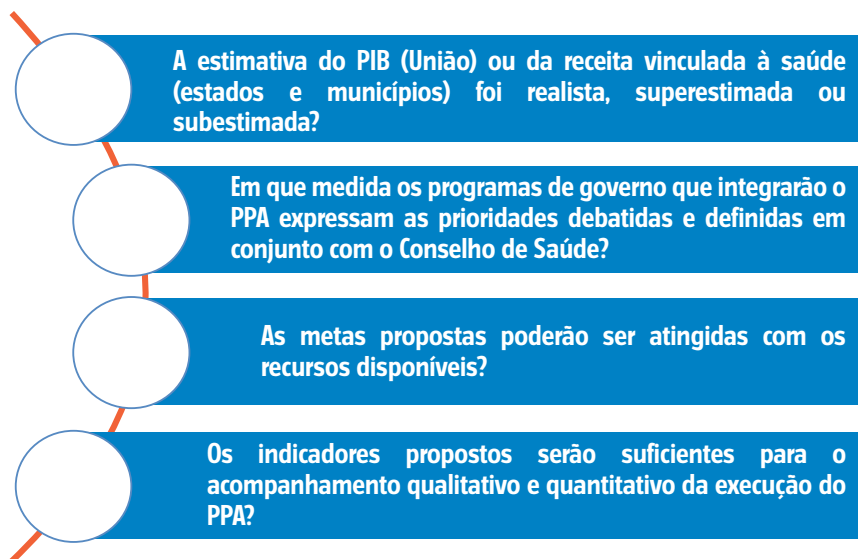 A estimativa do PIB (União) ou da receita vinculada à saúde
(estados e municípios) foi realista, superestimada ou
subestimada?
Em que medida os programas de governo que integrarão o
PPA expressam as prioridades debatidas e definidas em
conjunto com o Conselho de Saúde?
As metas propostas poderão ser atingidas com os
recursos disponíveis?
Os indicadores propostos serão suficientes para o
acompanhamento qualitativo e quantitativo da execução do
PPA?